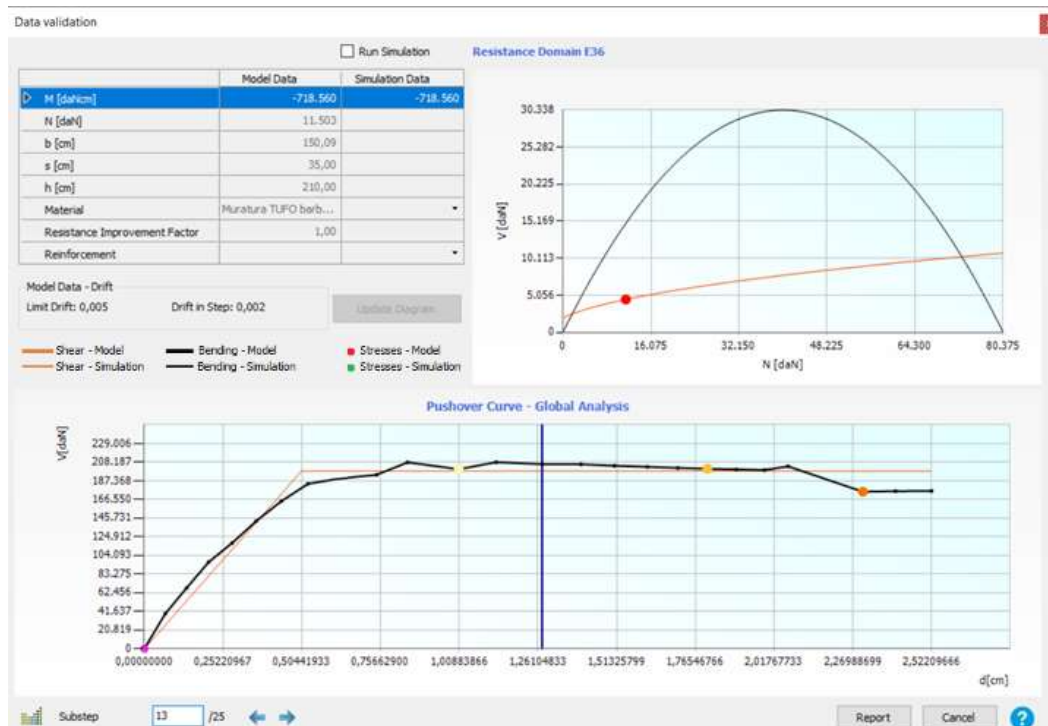 Data validation
Run Simulation
Resistance Domain E36
Model Data Simulation Data
M [daNcm] -718.560 -718.560
N [daN] 11.503
b [cm] 150,09
s [cm] 35,00
h [cm] 210,00
Material Muratura TUFO barb...
Resistance Improvement Factor 1,00
Reinforcement
Model Data - Drift
Limit Drift: 0,005 Drift in Step: 0,002
Update Diagram
Shear - Model Bending - Model Stresses - Model
Shear - Simulation Bending - Simulation Stresses - Simulation
V [daN]
30.338
25.282
20.225
15.169
10.113
5.056
0
0 16.075 32.150 48.225 64.300 80.375
N [daN]
Pushover Curve - Global Analysis
V[daN]
229.006
208.187
187.368
166.550
145.731
124.912
104.093
83.275
62.456
41.637
20.819
0
0,00000000 0,25220967 0,50441933 0,75662900 1,00883866 1,26104833 1,51325799 1,76546766 2,01767733 2,26988699 2,52209666
d[cm]
Substep 13 /25 Report Cancel ?